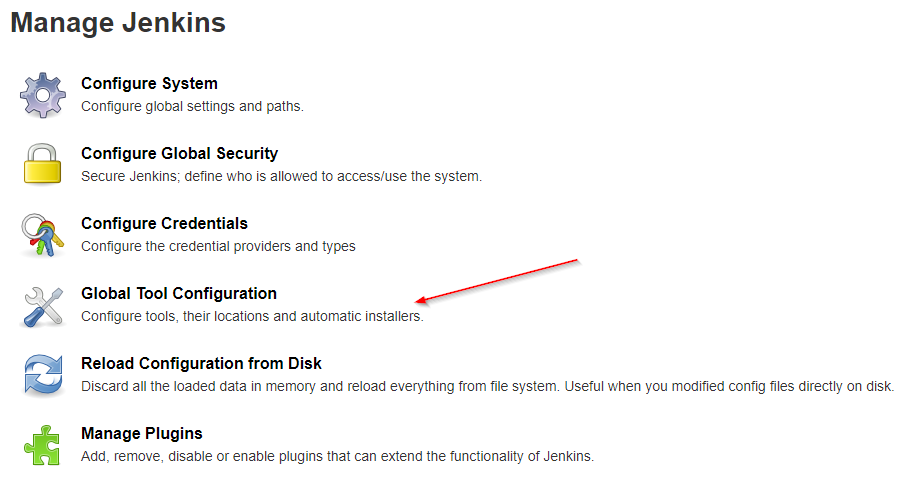 Manage Jenkins
Configure System
Configure global settings and paths.
Configure Global Security
Secure Jenkins; define who is allowed to access/use the system.
Configure Credentials
Configure the credential providers and types
Global Tool Configuration
Configure tools, their locations and automatic installers.
Reload Configuration from Disk
Discard all the loaded data in memory and reload everything from file system. Useful when you modified config files directly on disk.
Manage Plugins
Add, remove, disable or enable plugins that can extend the functionality of Jenkins.